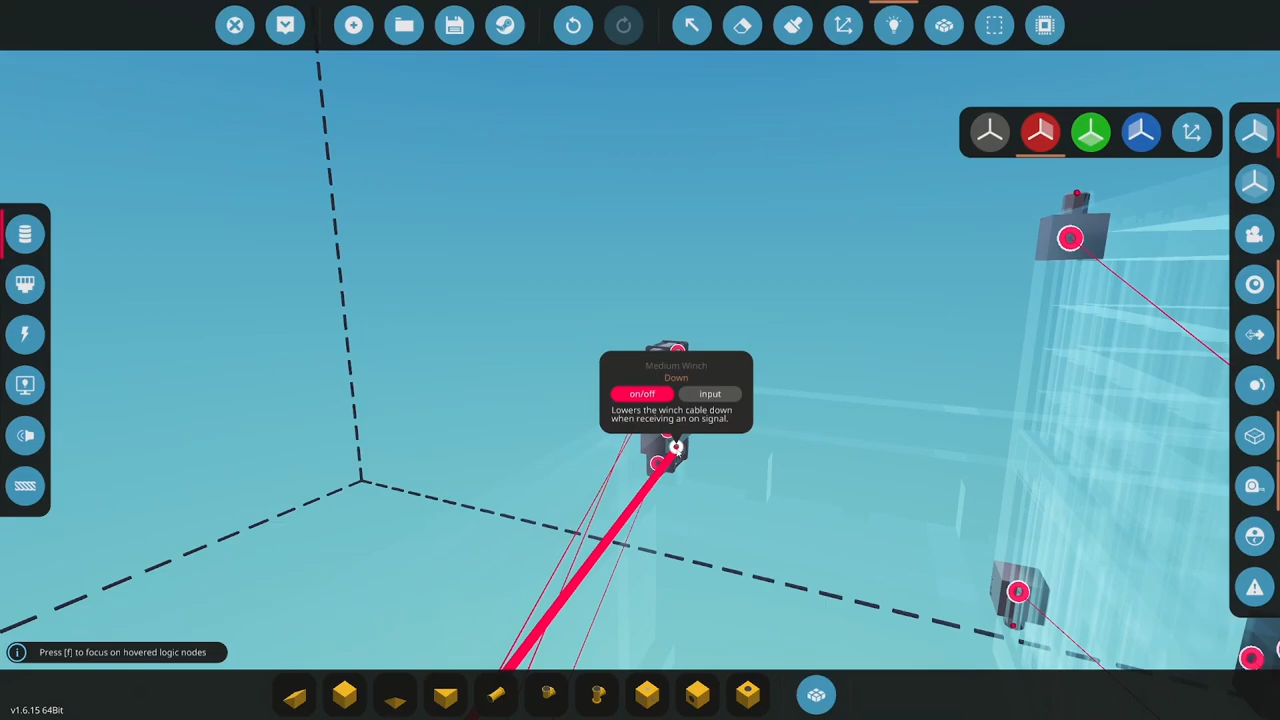 Medium Winch
Down
on/off input
Lowers the winch cable down
when receiving an on signal.
Press [f] to focus on hovered logic nodes
v1.6.15 64Bit